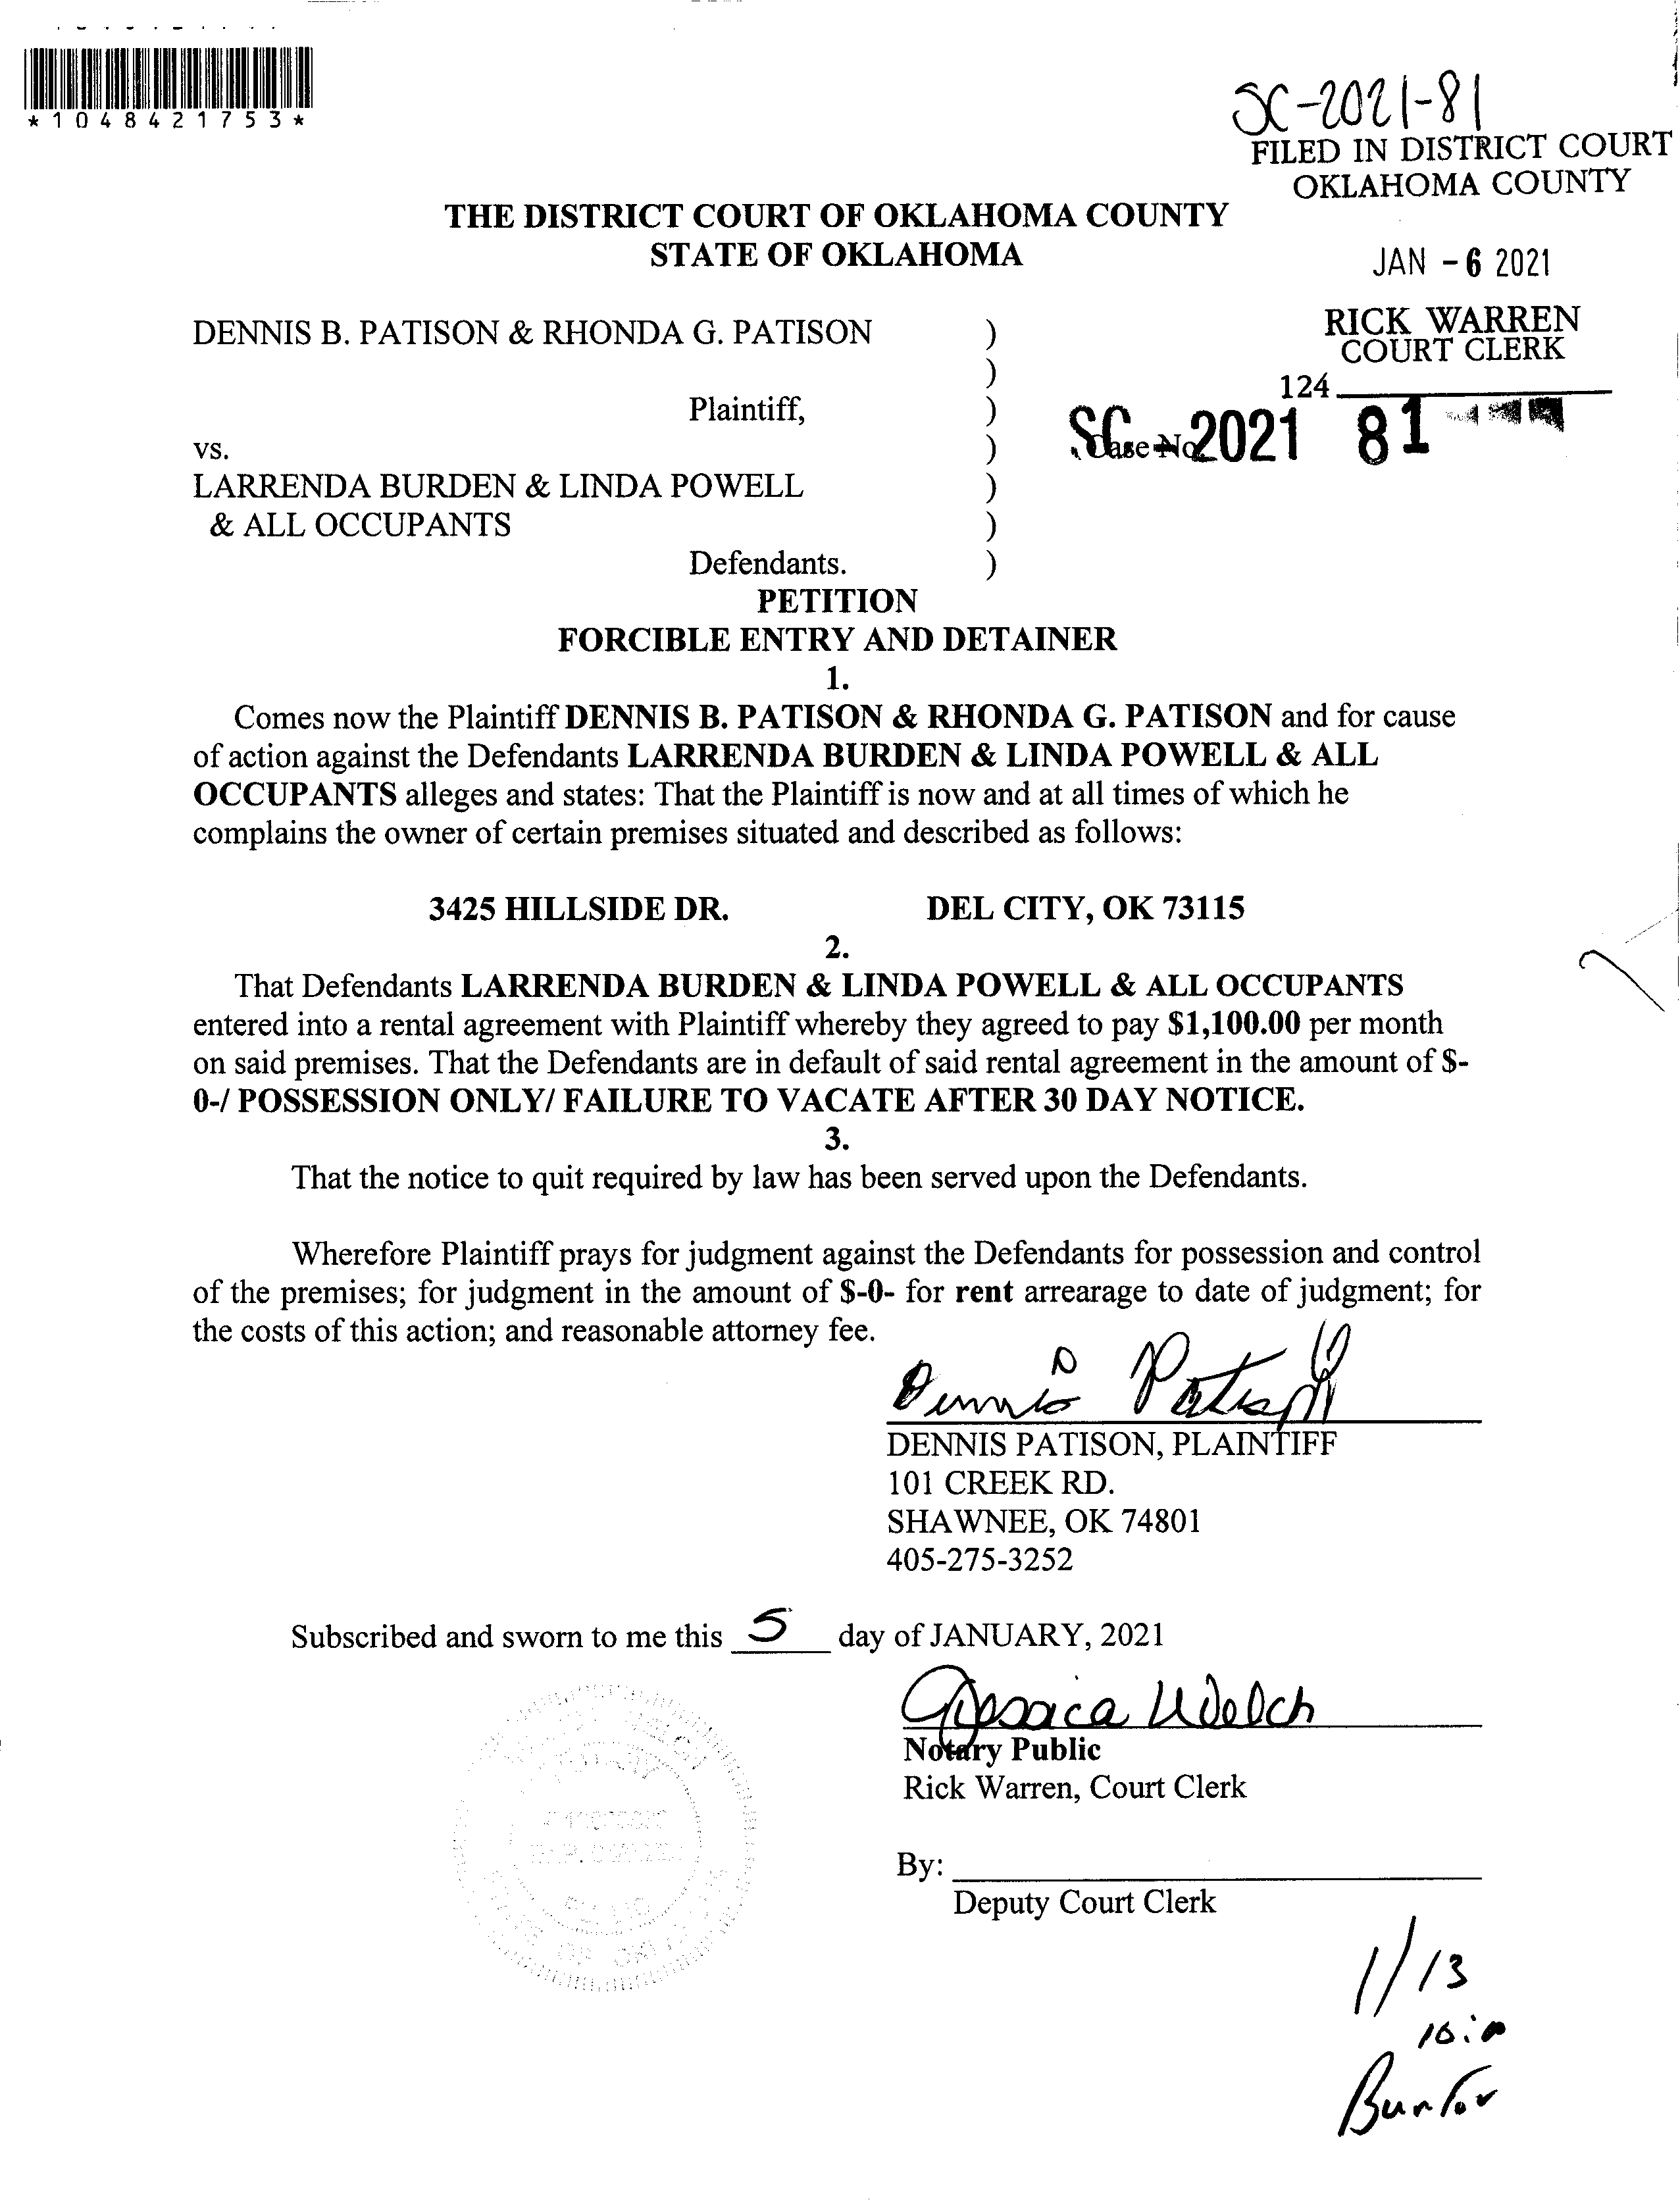 *1048421753*
SC-2021-81
FILED IN DISTRICT COURT
OKLAHOMA COUNTY
THE DISTRICT COURT OF OKLAHOMA COUNTY
STATE OF OKLAHOMA
JAN - 6 2021
RICK WARREN
COURT CLERK
124
DENNIS B. PATISON & RHONDA G. PATISON )
)
Plaintiff, )
vs. ) Case No. SC - 2021 81
LARRENDA BURDEN & LINDA POWELL )
& ALL OCCUPANTS )
Defendants. )
PETITION
FORCIBLE ENTRY AND DETAINER
1.
Comes now the Plaintiff DENNIS B. PATISON & RHONDA G. PATISON and for cause
of action against the Defendants LARRENDA BURDEN & LINDA POWELL & ALL
OCCUPANTS alleges and states: That the Plaintiff is now and at all times of which he
complains the owner of certain premises situated and described as follows:
3425 HILLSIDE DR. DEL CITY, OK 73115
2.
That Defendants LARRENDA BURDEN & LINDA POWELL & ALL OCCUPANTS
entered into a rental agreement with Plaintiff whereby they agreed to pay $1,100.00 per month
on said premises. That the Defendants are in default of said rental agreement in the amount of $-
0-/ POSSESSION ONLY/ FAILURE TO VACATE AFTER 30 DAY NOTICE.
3.
That the notice to quit required by law has been served upon the Defendants.
Wherefore Plaintiff prays for judgment against the Defendants for possession and control
of the premises; for judgment in the amount of $-0- for rent arrearage to date of judgment; for
the costs of this action; and reasonable attorney fee.
Dennis Patison
DENNIS PATISON, PLAINTIFF
101 CREEK RD.
SHAWNEE, OK 74801
405-275-3252
Subscribed and sworn to me this 5 day of JANUARY, 2021
Jessica Welch
Notary Public
Rick Warren, Court Clerk
By:
Deputy Court Clerk
1/13